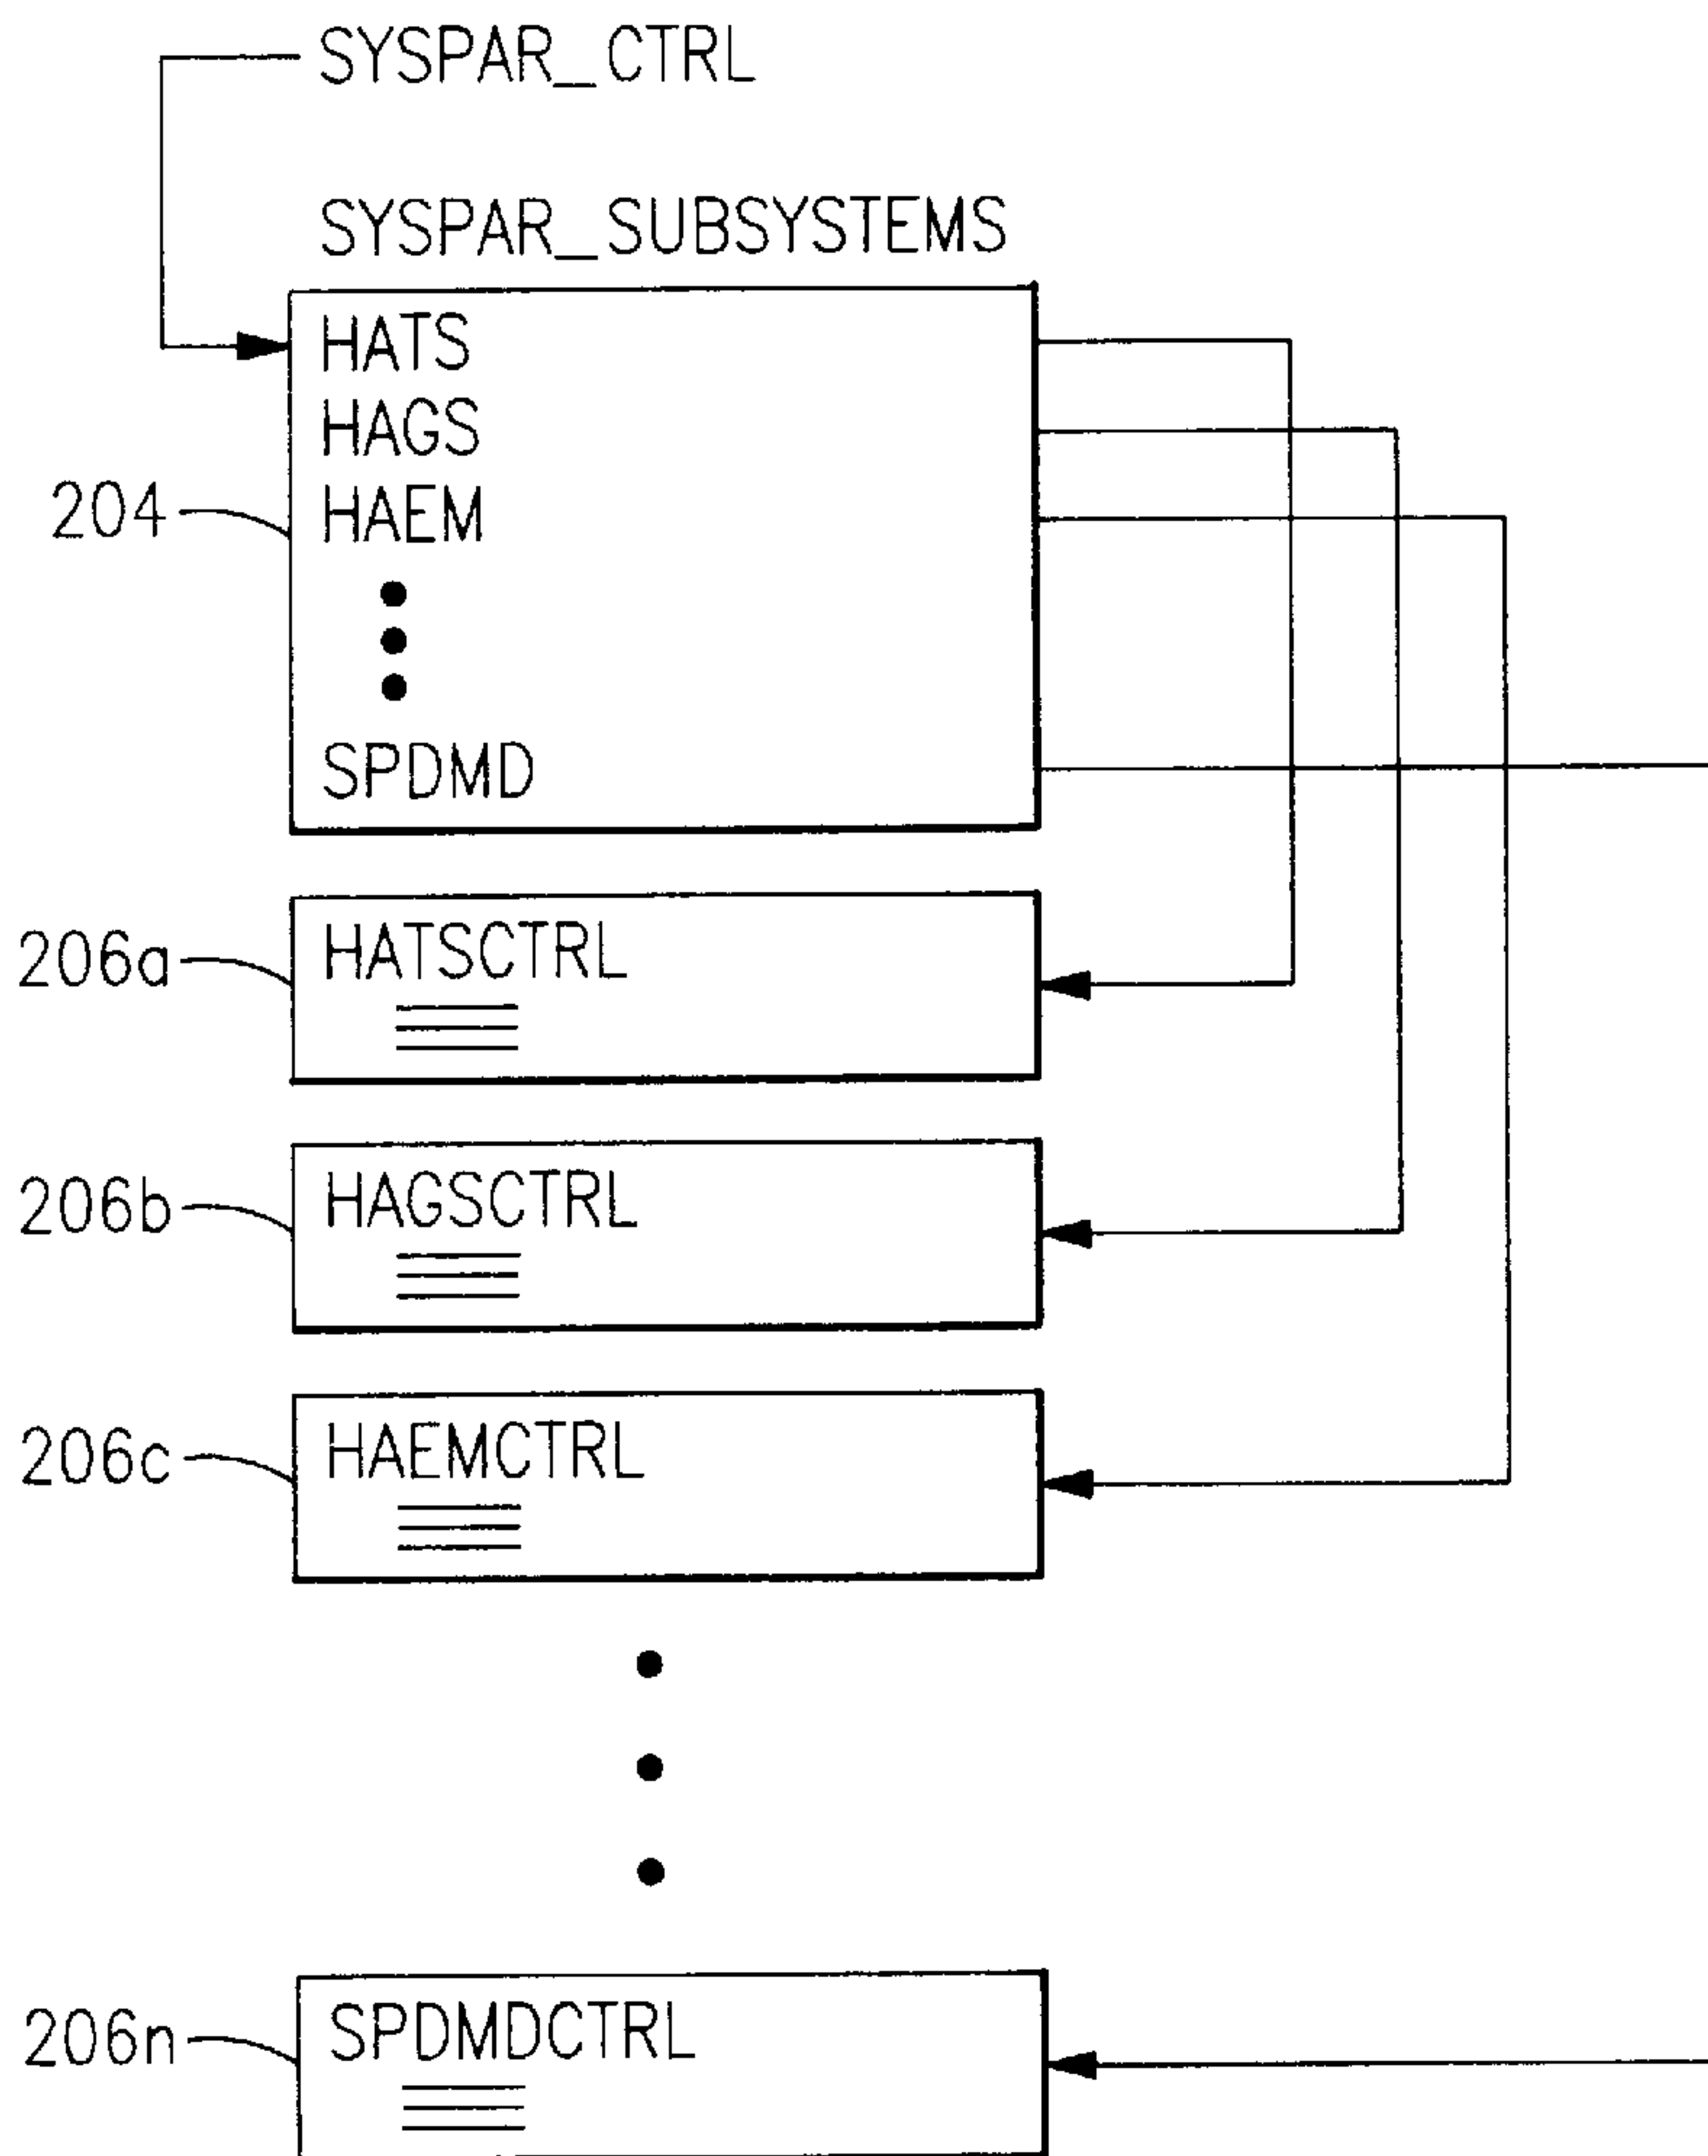 SYSPAR_CTRL
SYSPAR_SUBSYSTEMS
HATS
HAGS
204
HAEM
SPDMD
206a
HATSCTRL
206b
HAGSCTRL
206c
HAEMCTRL
206n
SPDMDCTRL